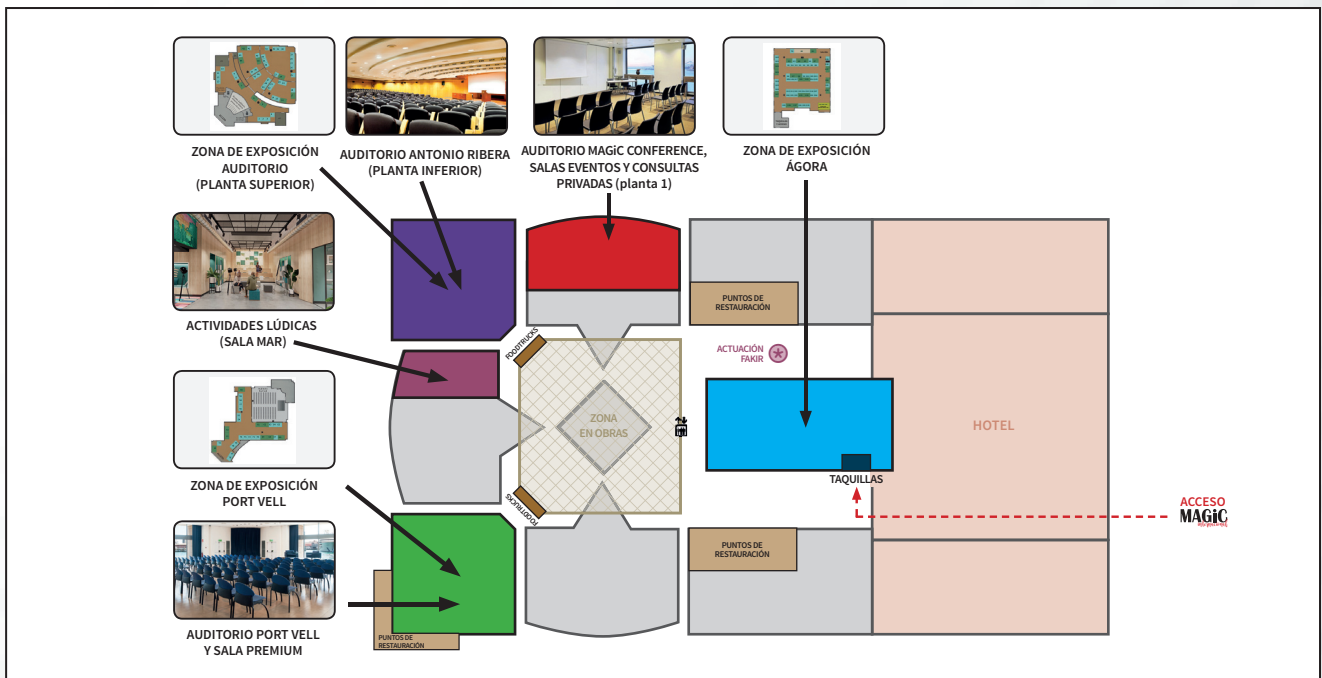 ZONA DE EXPOSICIÓN
AUDITORIO
(PLANTA SUPERIOR)
AUDITORIO ANTONIO RIBERA
(PLANTA INFERIOR)
AUDITORIO MAGiC CONFERENCE,
SALAS EVENTOS Y CONSULTAS
PRIVADAS (planta 1)
ZONA DE EXPOSICIÓN
ÁGORA
ACTIVIDADES LÚDICAS
(SALA MAR)
ZONA DE EXPOSICIÓN
PORT VELL
AUDITORIO PORT VELL
Y SALA PREMIUM
FOODTRUCKS
PUNTOS DE
RESTAURACIÓN
ACTUACIÓN
FAKIR
ZONA
EN OBRAS
HOTEL
TAQUILLAS
ACCESO
MAGiC
FOODTRUCKS
PUNTOS DE
RESTAURACIÓN
PUNTOS DE
RESTAURACIÓN